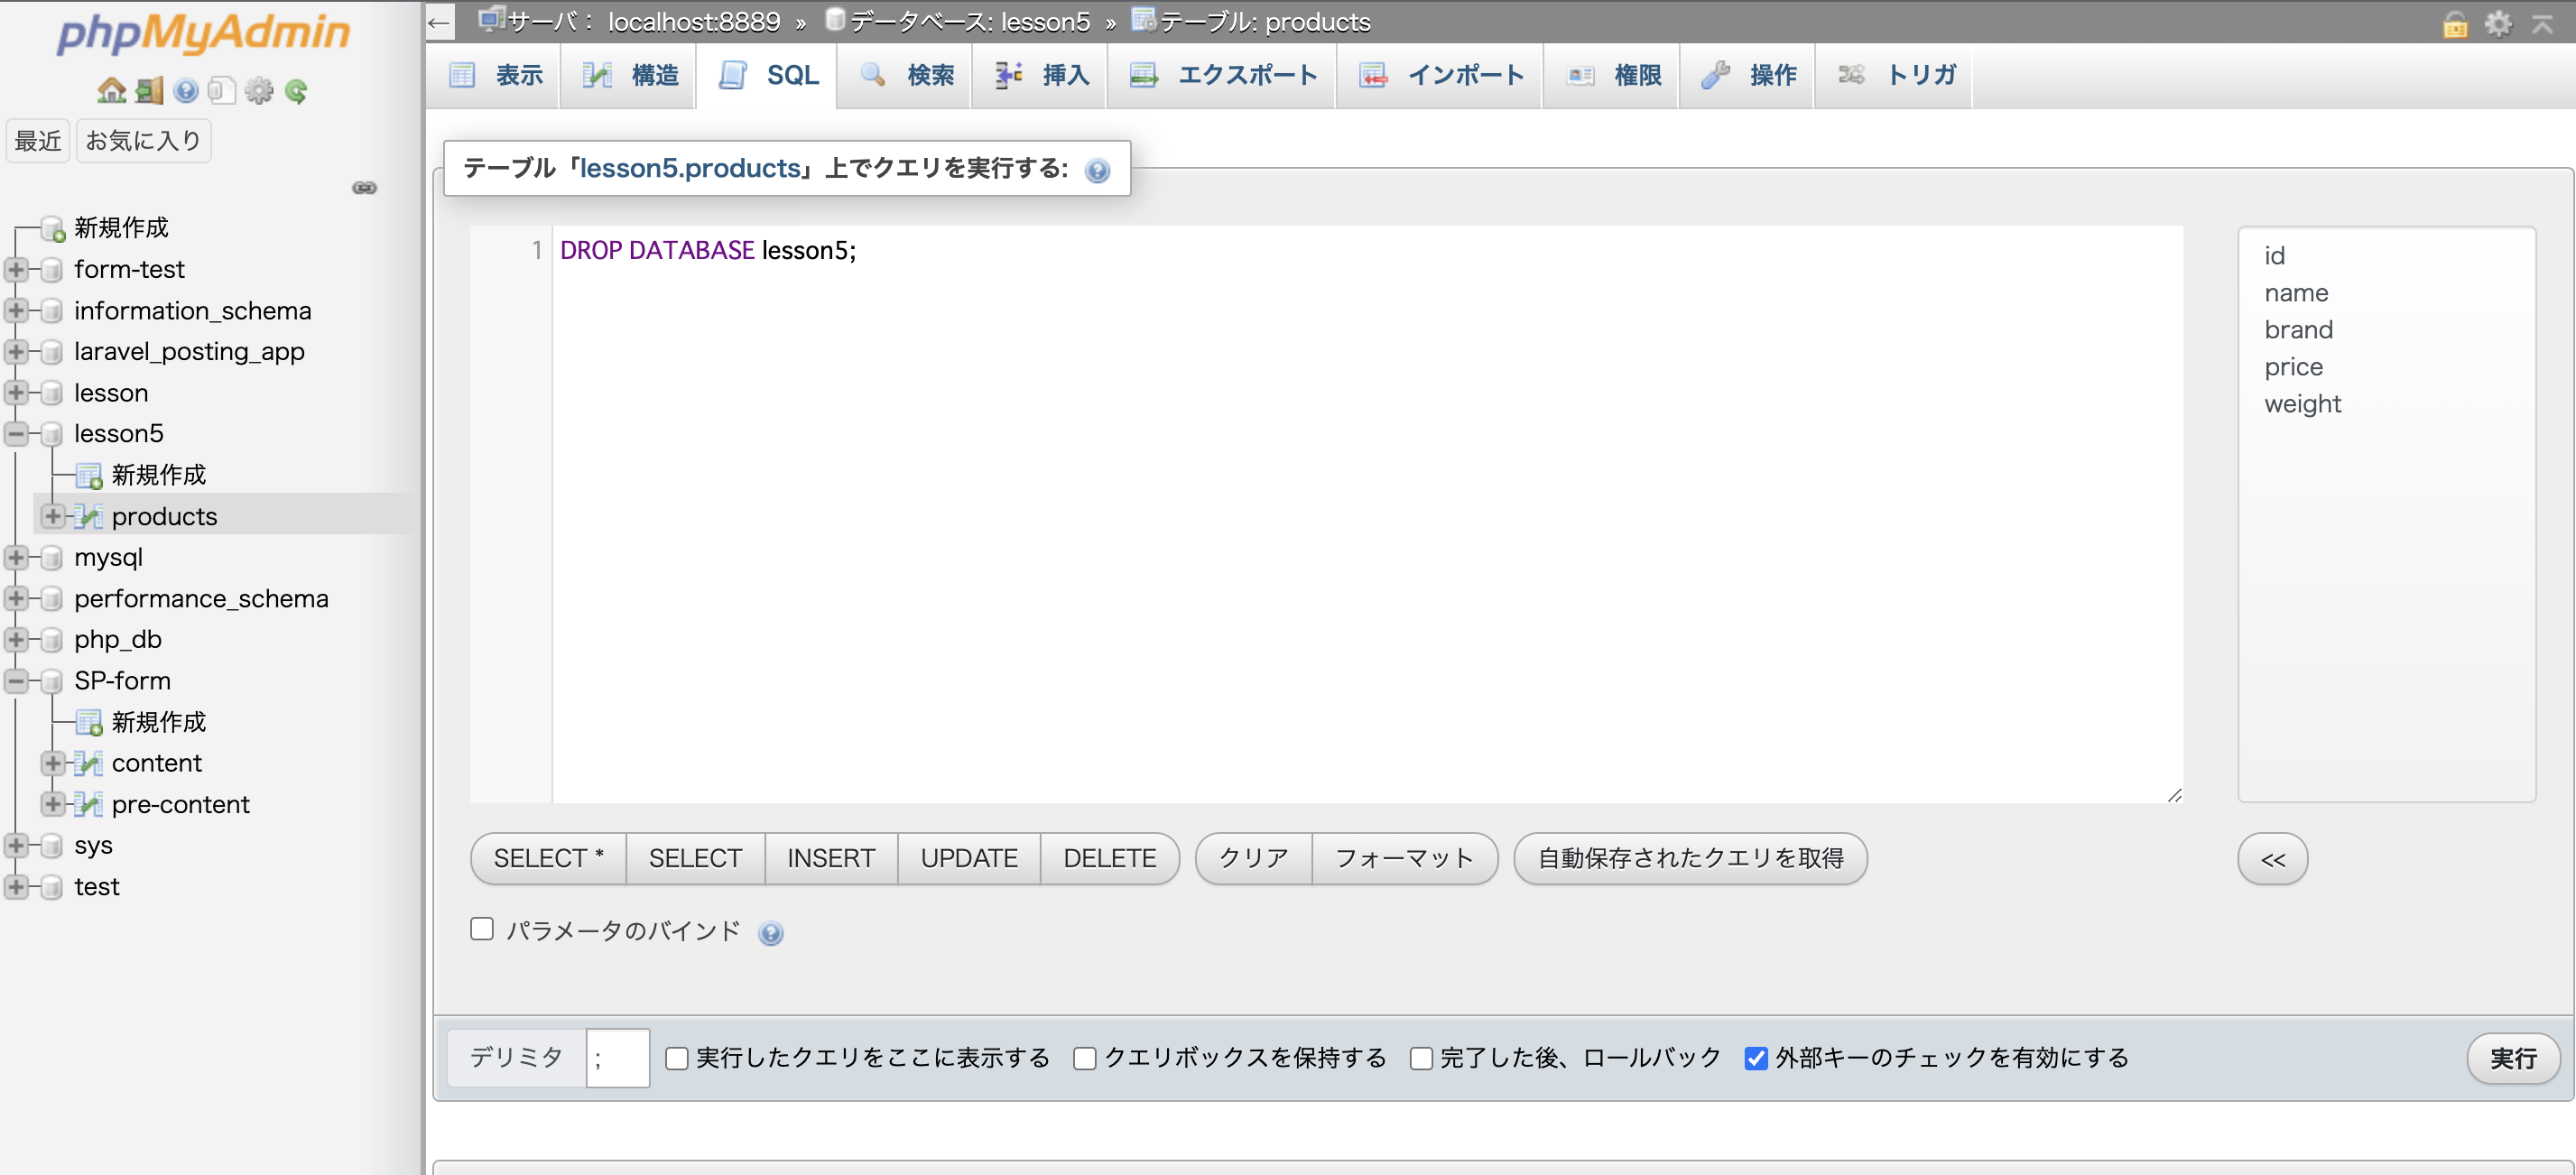 phpMyAdmin
最近 お気に入り
新規作成
form-test
information_schema
laravel_posting_app
lesson
lesson5
新規作成
products
mysql
performance_schema
php_db
SP-form
新規作成
content
pre-content
sys
test
← サーバ: localhost:8889 » データベース: lesson5 » テーブル: products
表示 構造 SQL 検索 挿入 エクスポート インポート 権限 操作 トリガ
テーブル「lesson5.products」上でクエリを実行する:
1 DROP DATABASE lesson5;
id
name
brand
price
weight
SELECT * SELECT INSERT UPDATE DELETE クリア フォーマット 自動保存されたクエリを取得 <<
パラメータのバインド
デリミタ ; 実行したクエリをここに表示する クエリボックスを保持する 完了した後、ロールバック 外部キーのチェックを有効にする 実行